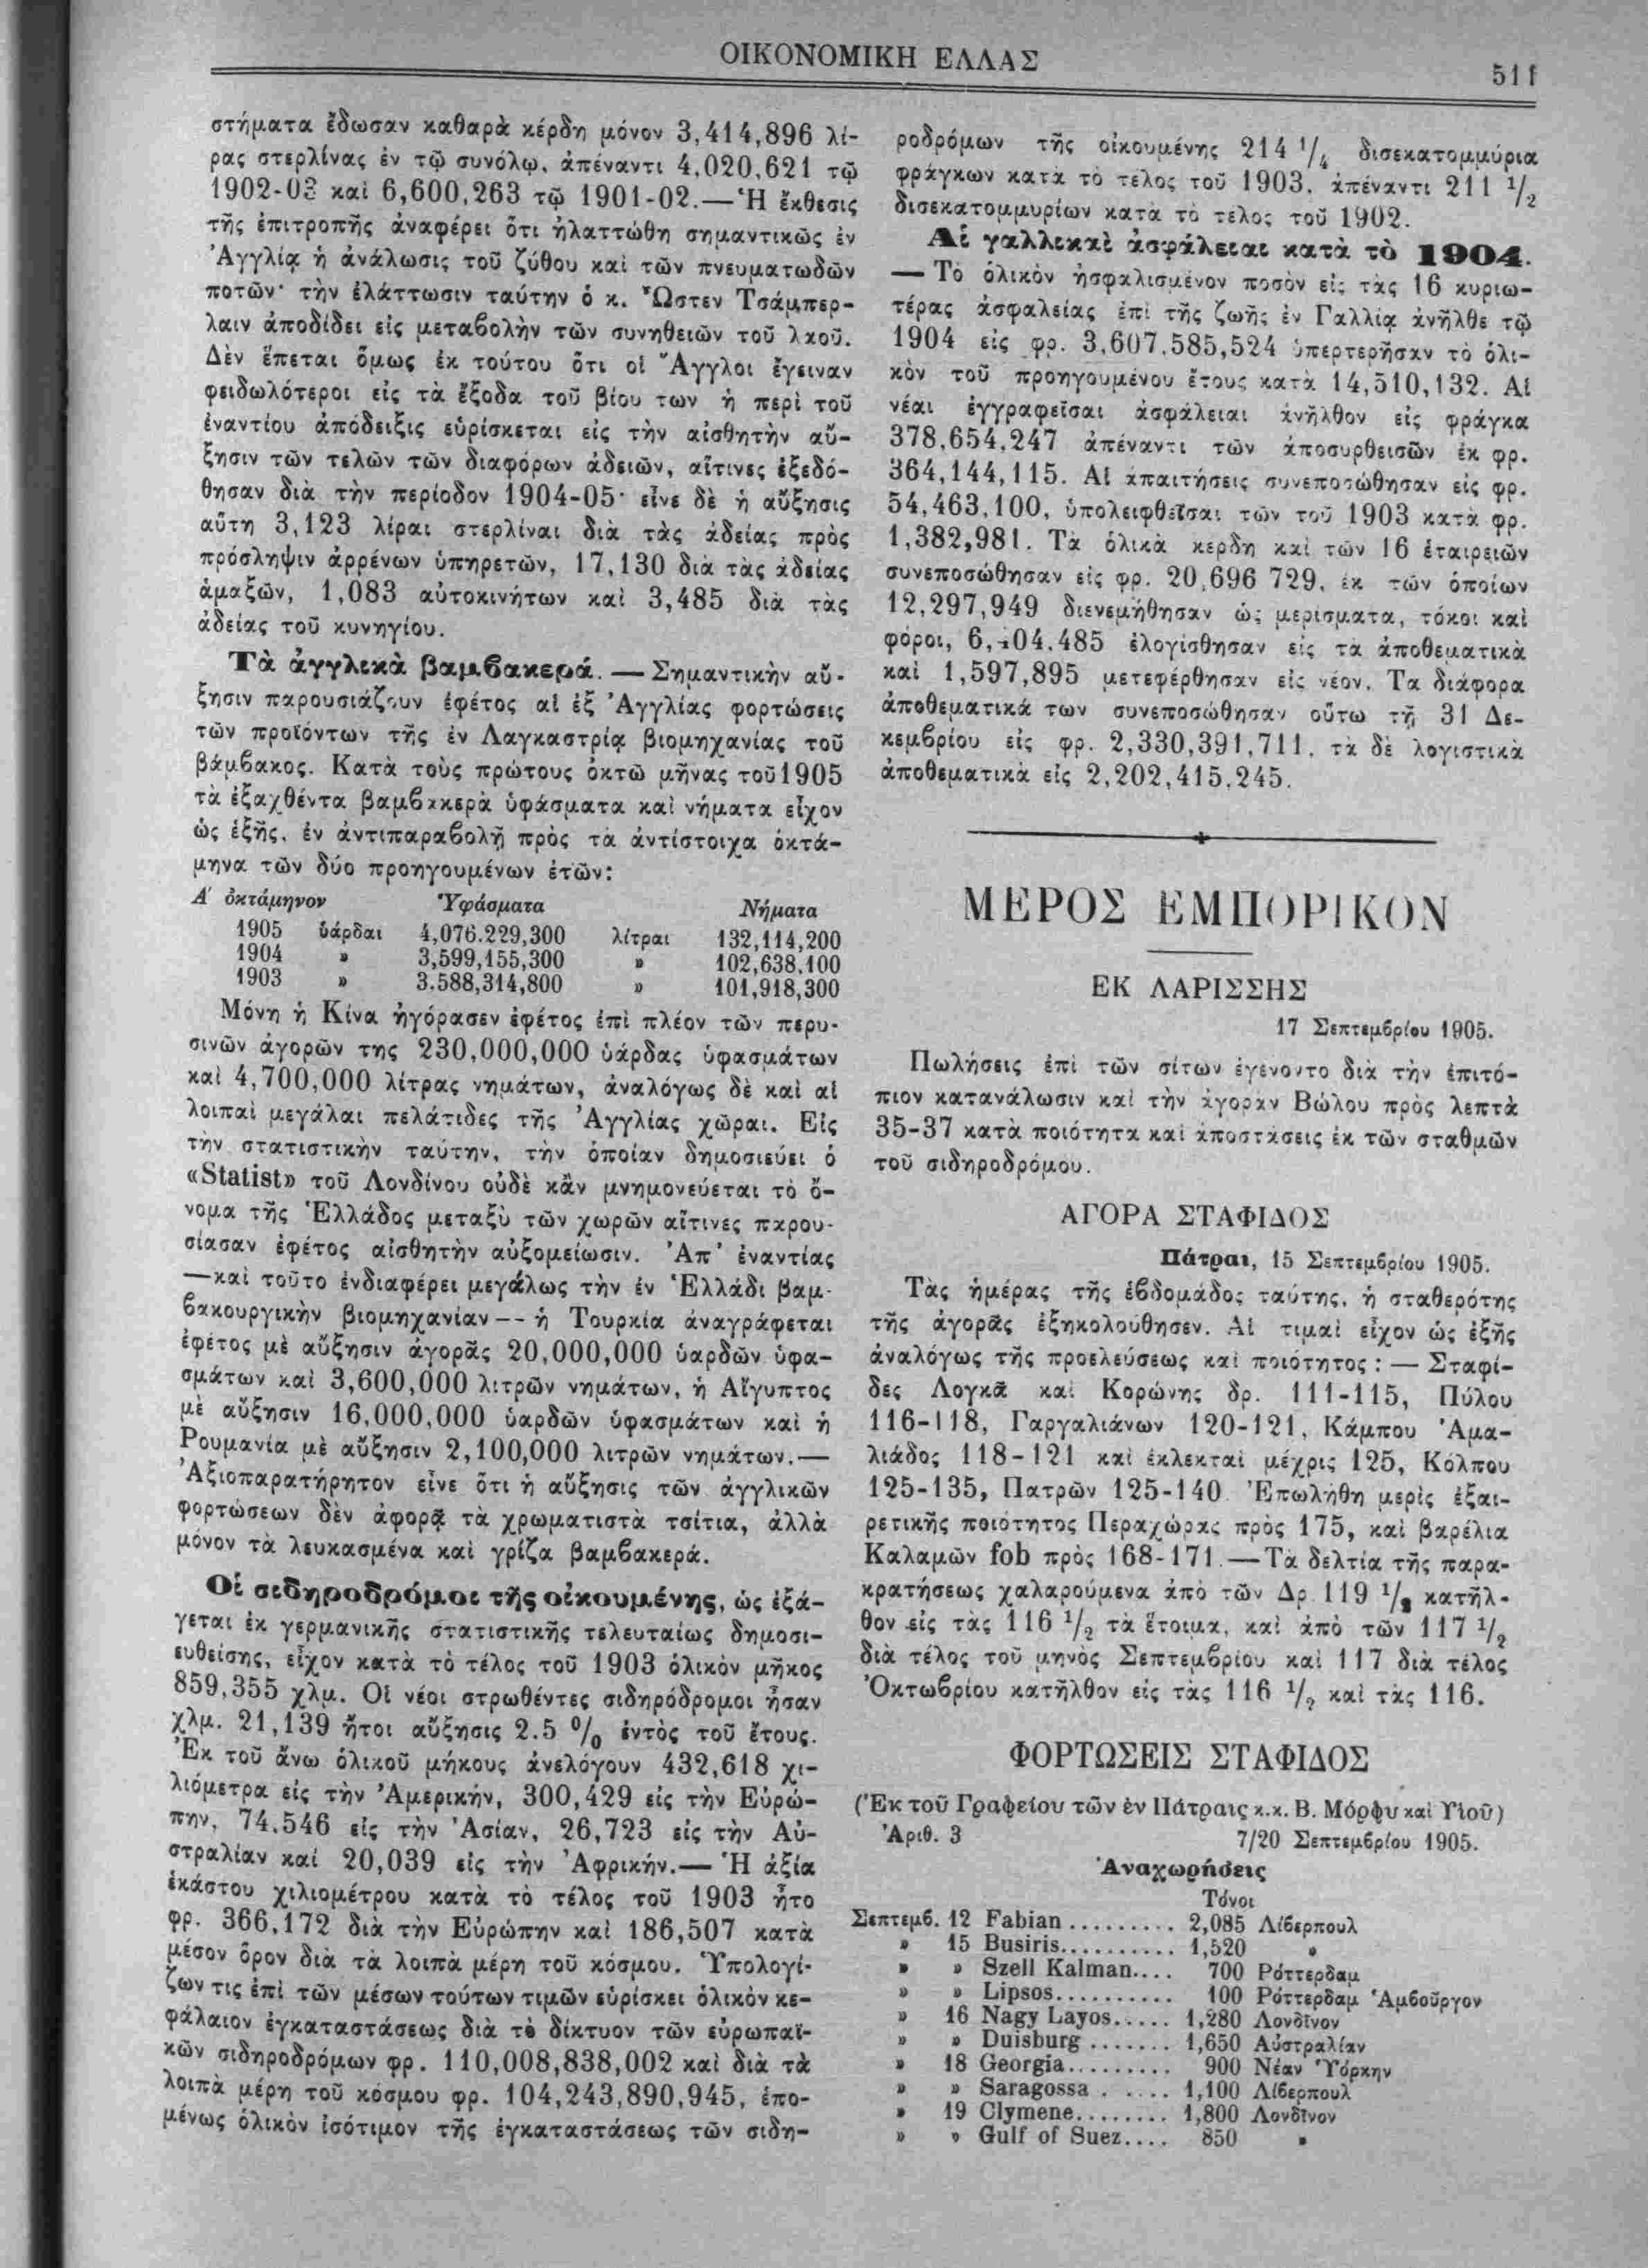 ΟΙΚΟΝΟΜΙΚΗ ΕΛΛΑΣ
511
στήματα ἔδωσαν καθαρὰ κέρδη μόνον 3,414,896 λί-
ρας στερλίνας ἐν τῷ συνόλῳ, ἀπέναντι 4,020,621 τῷ
1902-03 καὶ 6,600,263 τῷ 1901-02.—Ἡ ἔκθεσις
τῆς ἐπιτροπῆς ἀναφέρει ὅτι ἠλαττώθη σημαντικῶς ἐν
Ἀγγλίᾳ ἡ ἀνάλωσις τοῦ ζύθου καὶ τῶν πνευματωδῶν
ποτῶν· τὴν ἐλάττωσιν ταύτην ὁ κ. Ὦστεν Τσάμπερ-
λαιν ἀποδίδει εἰς μεταβολὴν τῶν συνηθειῶν τοῦ λαοῦ.
Δὲν ἕπεται ὅμως ἐκ τούτου ὅτι οἱ Ἄγγλοι ἔγειναν
φειδωλότεροι εἰς τὰ ἔξοδα τοῦ βίου των ἡ περὶ τοῦ
ἐναντίου ἀπόδειξις εὑρίσκεται εἰς τὴν αἰσθητὴν αὔ-
ξησιν τῶν τελῶν τῶν διαφόρων ἀδειῶν, αἵτινες ἐξεδό-
θησαν διὰ τὴν περίοδον 1904-05· εἶνε δὲ ἡ αὔξησις
αὕτη 3,123 λίραι στερλίναι διὰ τὰς ἀδείας πρὸς
πρόσληψιν ἀρρένων ὑπηρετῶν, 17,130 διὰ τὰς ἀδείας
ἁμαξῶν, 1,083 αὐτοκινήτων καὶ 3,485 διὰ τὰς
ἀδείας τοῦ κυνηγίου.
Τὰ ἀγγλικὰ βαμβακερά. — Σημαντικὴν αὔ-
ξησιν παρουσιάζουν ἐφέτος αἱ ἐξ Ἀγγλίας φορτώσεις
τῶν προϊόντων τῆς ἐν Λαγκαστρίᾳ βιομηχανίας τοῦ
βάμβακος. Κατὰ τοὺς πρώτους ὀκτὼ μῆνας τοῦ 1905
τὰ ἐξαχθέντα βαμβακερὰ ὑφάσματα καὶ νήματα εἶχον
ὡς ἑξῆς, ἐν ἀντιπαραβολῇ πρὸς τὰ ἀντίστοιχα ὀκτά-
μηνα τῶν δύο προηγουμένων ἐτῶν:
Α′ ὀκτάμηνον Ὑφάσματα Νήματα
1905 ὑάρδαι 4,076.229,300 λίτραι 132,114,200
1904 » 3,599,155,300 » 102,638,100
1903 » 3.588,314,800 » 101,918,300
Μόνη ἡ Κίνα ἠγόρασεν ἐφέτος ἐπὶ πλέον τῶν περυ-
σινῶν ἀγορῶν της 230,000,000 ὑάρδας ὑφασμάτων
καὶ 4,700,000 λίτρας νημάτων, ἀναλόγως δὲ καὶ αἱ
λοιπαὶ μεγάλαι πελάτιδες τῆς Ἀγγλίας χῶραι. Εἰς
τὴν στατιστικὴν ταύτην, τὴν ὁποίαν δημοσιεύει ὁ
«Statist» τοῦ Λονδίνου οὐδὲ κἂν μνημονεύεται τὸ ὄ-
νομα τῆς Ἑλλάδος μεταξὺ τῶν χωρῶν αἵτινες παρου-
σίασαν ἐφέτος αἰσθητὴν αὐξομείωσιν. Ἀπ' ἐναντίας
—καὶ τοῦτο ἐνδιαφέρει μεγάλως τὴν ἐν Ἑλλάδι βαμ-
βακουργικὴν βιομηχανίαν -- ἡ Τουρκία ἀναγράφεται
ἐφέτος μὲ αὔξησιν ἀγορᾶς 20,000,000 ὑαρδῶν ὑφα-
σμάτων καὶ 3,600,000 λιτρῶν νημάτων, ἡ Αἴγυπτος
μὲ αὔξησιν 16,000,000 ὑαρδῶν ὑφασμάτων καὶ ἡ
Ρουμανία μὲ αὔξησιν 2,100,000 λιτρῶν νημάτων.—
Ἀξιοπαρατήρητον εἶνε ὅτι ἡ αὔξησις τῶν ἀγγλικῶν
φορτώσεων δὲν ἀφορᾷ τὰ χρωματιστὰ τσίτια, ἀλλὰ
μόνον τὰ λευκασμένα καὶ γρίζα βαμβακερά.
Οἱ σιδηροδρόμοι τῆς οἰκουμένης, ὡς ἐξά-
γεται ἐκ γερμανικῆς στατιστικῆς τελευταίως δημοσι-
ευθείσης, εἶχον κατὰ τὸ τέλος τοῦ 1903 ὁλικὸν μῆκος
859,355 χλμ. Οἱ νέοι στρωθέντες σιδηρόδρομοι ἦσαν
χλμ. 21,139 ἤτοι αὔξησις 2.5 % ἐντὸς τοῦ ἔτους.
Ἐκ τοῦ ἄνω ὁλικοῦ μήκους ἀνελόγουν 432,618 χι-
λιόμετρα εἰς τὴν Ἀμερικήν, 300,429 εἰς τὴν Εὐρώ-
πην, 74.546 εἰς τὴν Ἀσίαν, 26,723 εἰς τὴν Αὐ-
στραλίαν καὶ 20,039 εἰς τὴν Ἀφρικήν.— Ἡ ἀξία
ἑκάστου χιλιομέτρου κατὰ τὸ τέλος τοῦ 1903 ἦτο
φρ. 366,172 διὰ τὴν Εὐρώπην καὶ 186,507 κατὰ
μέσον ὅρον διὰ τὰ λοιπὰ μέρη τοῦ κόσμου. Ὑπολογί-
ζων τις ἐπὶ τῶν μέσων τούτων τιμῶν εὑρίσκει ὁλικὸν κε-
φάλαιον ἐγκαταστάσεως διὰ τὸ δίκτυον τῶν εὐρωπαϊ-
κῶν σιδηροδρόμων φρ. 110,008,838,002 καὶ διὰ τὰ
λοιπὰ μέρη τοῦ κόσμου φρ. 104,243,890,945, ἑπο-
μένως ὁλικὸν ἰσότιμον τῆς ἐγκαταστάσεως τῶν σιδη-
ροδρόμων τῆς οἰκουμένης 214 1/4 δισεκατομμύρια
φράγκων κατὰ τὸ τέλος τοῦ 1903, ἀπέναντι 211 1/2
δισεκατομμυρίων κατὰ τὸ τέλος τοῦ 1902.
Αἱ γαλλικαὶ ἀσφάλειαι κατὰ τὸ 1904.
— Τὸ ὁλικὸν ἠσφαλισμένον ποσὸν εἰς τὰς 16 κυριω-
τέρας ἀσφαλείας ἐπὶ τῆς ζωῆς ἐν Γαλλίᾳ ἀνῆλθε τῷ
1904 εἰς φρ. 3,607,585,524 ὑπερτερῆσαν τὸ ὁλι-
κὸν τοῦ προηγουμένου ἔτους κατὰ 14,510,132. Αἱ
νέαι ἐγγραφεῖσαι ἀσφάλειαι ἀνῆλθον εἰς φράγκα
378,654,247 ἀπέναντι τῶν ἀποσυρθεισῶν ἐκ φρ.
364,144,115. Αἱ ἀπαιτήσεις συνεποσώθησαν εἰς φρ.
54,463,100, ὑπολειφθεῖσαι τῶν τοῦ 1903 κατὰ φρ.
1,382,981. Τὰ ὁλικὰ κέρδη καὶ τῶν 16 ἑταιρειῶν
συνεποσώθησαν εἰς φρ. 20,696 729, ἐκ τῶν ὁποίων
12,297,949 διενεμήθησαν ὡς μερίσματα, τόκοι καὶ
φόροι, ἐλογίσθησαν εἰς τὰ ἀποθεματικὰ
καὶ 1,597,895 μετεφέρθησαν εἰς νέον. Τὰ διάφορα
ἀποθεματικά των συνεποσώθησαν οὕτω τῇ 31 Δε-
κεμβρίου εἰς φρ. 2,330,391,711, τὰ δὲ λογιστικὰ
ἀποθεματικὰ εἰς 2,202,415,245.
ΜΕΡΟΣ ΕΜΠΟΡΙΚΟΝ
ΕΚ ΛΑΡΙΣΣΗΣ
17 Σεπτεμβρίου 1905.
Πωλήσεις ἐπὶ τῶν σίτων ἐγένοντο διὰ τὴν ἐπιτό-
πιον κατανάλωσιν καὶ τὴν ἀγορὰν Βώλου πρὸς λεπτὰ
35-37 κατὰ ποιότητα καὶ ἀποστάσεις ἐκ τῶν σταθμῶν
τοῦ σιδηροδρόμου.
ΑΓΟΡΑ ΣΤΑΦΙΔΟΣ
Πάτραι, 15 Σεπτεμβρίου 1905.
Τὰς ἡμέρας τῆς ἑβδομάδος ταύτης, ἡ σταθερότης
τῆς ἀγορᾶς ἐξηκολούθησεν. Αἱ τιμαὶ εἶχον ὡς ἑξῆς
ἀναλόγως τῆς προελεύσεως καὶ ποιότητος : — Σταφί-
δες Λογκᾶ καὶ Κορώνης δρ. 111-115, Πύλου
116-118, Γαργαλιάνων 120-121, Κάμπου Ἀμα-
λιάδος 118-121 καὶ ἐκλεκταὶ μέχρις 125, Κόλπου
125-135, Πατρῶν 125-140. Ἐπωλήθη μερὶς ἐξαι-
ρετικῆς ποιότητος Περαχώρας πρὸς 175, καὶ βαρέλια
Καλαμῶν fob πρὸς 168-171.—Τὰ δελτία τῆς παρα-
κρατήσεως χαλαρούμενα ἀπὸ τῶν Δρ. 119 1/2 κατῆλ-
θον εἰς τὰς 116 1/2 τὰ ἕτοιμα, καὶ ἀπὸ τῶν 117 1/2
διὰ τέλος τοῦ μηνὸς Σεπτεμβρίου καὶ 117 διὰ τέλος
Ὀκτωβρίου κατῆλθον εἰς τὰς 116 1/2 καὶ τὰς 116.
ΦΟΡΤΩΣΕΙΣ ΣΤΑΦΙΔΟΣ
(Ἐκ τοῦ Γραφείου τῶν ἐν Πάτραις κ.κ. Β. Μόρφυ καὶ Υἱοῦ)
Ἀριθ. 3 7/20 Σεπτεμβρίου 1905.
Ἀναχωρήσεις
Τόνοι
Σεπτεμβ. 12 Fabian ......... 2,085 Λίβερπουλ
» 15 Busiris.......... 1,520 »
» » Szell Kalman.... 700 Ρόττερδαμ
» » Lipsos.......... 100 Ρόττερδαμ Ἁμβοῦργον
» 16 Nagy Layos..... 1,280 Λονδῖνον
» » Duisburg ....... 1,650 Αὐστραλίαν
» 18 Georgia......... 900 Νέαν Ὑόρκην
» » Saragossa . .... 1,100 Λίβερπουλ
» 19 Clymene........ 1,800 Λονδῖνον
» » Gulf of Suez.... 850 »